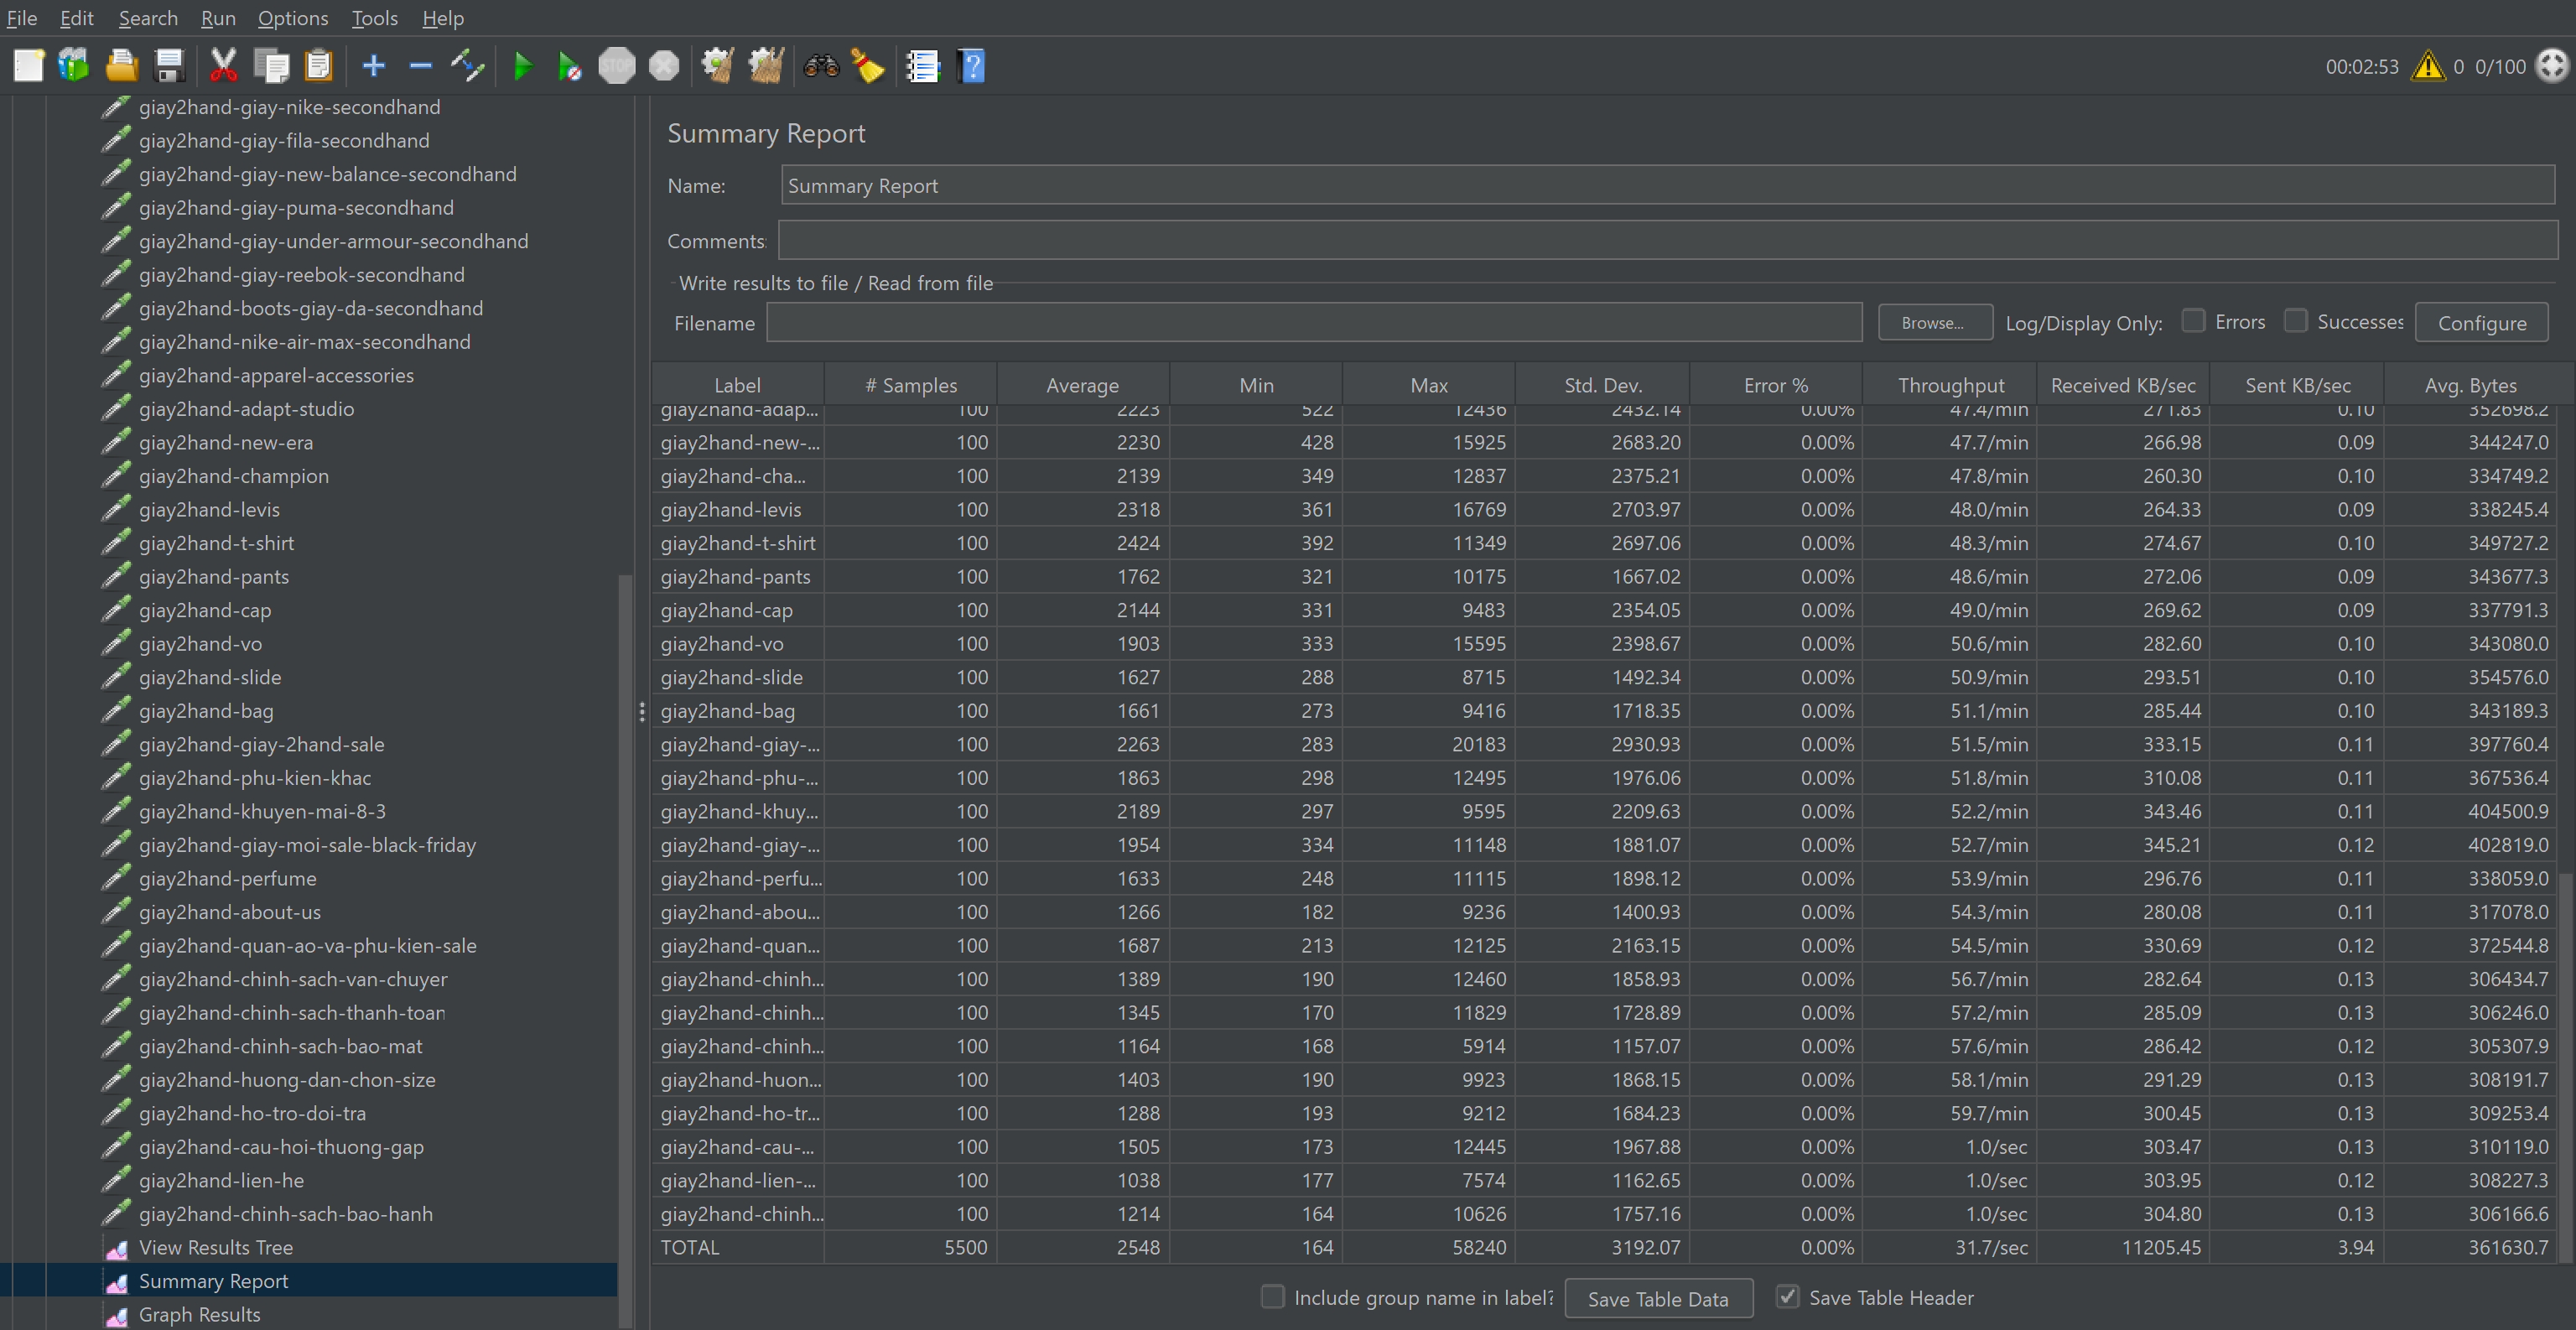 File Edit Search Run Options Tools Help
STOP
00:02:53 0 0/100
giay2hand-giay-nike-secondhand
giay2hand-giay-fila-secondhand
giay2hand-giay-new-balance-secondhand
giay2hand-giay-puma-secondhand
giay2hand-giay-under-armour-secondhand
giay2hand-giay-reebok-secondhand
giay2hand-boots-giay-da-secondhand
giay2hand-nike-air-max-secondhand
giay2hand-apparel-accessories
giay2hand-adapt-studio
giay2hand-new-era
giay2hand-champion
giay2hand-levis
giay2hand-t-shirt
giay2hand-pants
giay2hand-cap
giay2hand-vo
giay2hand-slide
giay2hand-bag
giay2hand-giay-2hand-sale
giay2hand-phu-kien-khac
giay2hand-khuyen-mai-8-3
giay2hand-giay-moi-sale-black-friday
giay2hand-perfume
giay2hand-about-us
giay2hand-quan-ao-va-phu-kien-sale
giay2hand-chinh-sach-van-chuyer
giay2hand-chinh-sach-thanh-toan
giay2hand-chinh-sach-bao-mat
giay2hand-huong-dan-chon-size
giay2hand-ho-tro-doi-tra
giay2hand-cau-hoi-thuong-gap
giay2hand-lien-he
giay2hand-chinh-sach-bao-hanh
View Results Tree
Summary Report
Graph Results
Summary Report
Name: Summary Report
Comments:
Write results to file / Read from file
Filename Browse... Log/Display Only: Errors Successes Configure
Label # Samples Average Min Max Std. Dev. Error % Throughput Received KB/sec Sent KB/sec Avg. Bytes
giay2hand-adap... 100 2223 522 12436 2432.14 0.00% 47.4/min 271.83 0.10 352698.2
giay2hand-new-... 100 2230 428 15925 2683.20 0.00% 47.7/min 266.98 0.09 344247.0
giay2hand-cha... 100 2139 349 12837 2375.21 0.00% 47.8/min 260.30 0.10 334749.2
giay2hand-levis 100 2318 361 16769 2703.97 0.00% 48.0/min 264.33 0.09 338245.4
giay2hand-t-shirt 100 2424 392 11349 2697.06 0.00% 48.3/min 274.67 0.10 349727.2
giay2hand-pants 100 1762 321 10175 1667.02 0.00% 48.6/min 272.06 0.09 343677.3
giay2hand-cap 100 2144 331 9483 2354.05 0.00% 49.0/min 269.62 0.09 337791.3
giay2hand-vo 100 1903 333 15595 2398.67 0.00% 50.6/min 282.60 0.10 343080.0
giay2hand-slide 100 1627 288 8715 1492.34 0.00% 50.9/min 293.51 0.10 354576.0
giay2hand-bag 100 1661 273 9416 1718.35 0.00% 51.1/min 285.44 0.10 343189.3
giay2hand-giay-... 100 2263 283 20183 2930.93 0.00% 51.5/min 333.15 0.11 397760.4
giay2hand-phu-... 100 1863 298 12495 1976.06 0.00% 51.8/min 310.08 0.11 367536.4
giay2hand-khuy... 100 2189 297 9595 2209.63 0.00% 52.2/min 343.46 0.11 404500.9
giay2hand-giay-... 100 1954 334 11148 1881.07 0.00% 52.7/min 345.21 0.12 402819.0
giay2hand-perfu... 100 1633 248 11115 1898.12 0.00% 53.9/min 296.76 0.11 338059.0
giay2hand-abou... 100 1266 182 9236 1400.93 0.00% 54.3/min 280.08 0.11 317078.0
giay2hand-quan... 100 1687 213 12125 2163.15 0.00% 54.5/min 330.69 0.12 372544.8
giay2hand-chinh... 100 1389 190 12460 1858.93 0.00% 56.7/min 282.64 0.13 306434.7
giay2hand-chinh... 100 1345 170 11829 1728.89 0.00% 57.2/min 285.09 0.13 306246.0
giay2hand-chinh... 100 1164 168 5914 1157.07 0.00% 57.6/min 286.42 0.12 305307.9
giay2hand-huon... 100 1403 190 9923 1868.15 0.00% 58.1/min 291.29 0.13 308191.7
giay2hand-ho-tr... 100 1288 193 9212 1684.23 0.00% 59.7/min 300.45 0.13 309253.4
giay2hand-cau-... 100 1505 173 12445 1967.88 0.00% 1.0/sec 303.47 0.13 310119.0
giay2hand-lien-... 100 1038 177 7574 1162.65 0.00% 1.0/sec 303.95 0.12 308227.3
giay2hand-chinh... 100 1214 164 10626 1757.16 0.00% 1.0/sec 304.80 0.13 306166.6
TOTAL 5500 2548 164 58240 3192.07 0.00% 31.7/sec 11205.45 3.94 361630.7
Include group name in label? Save Table Data Save Table Header